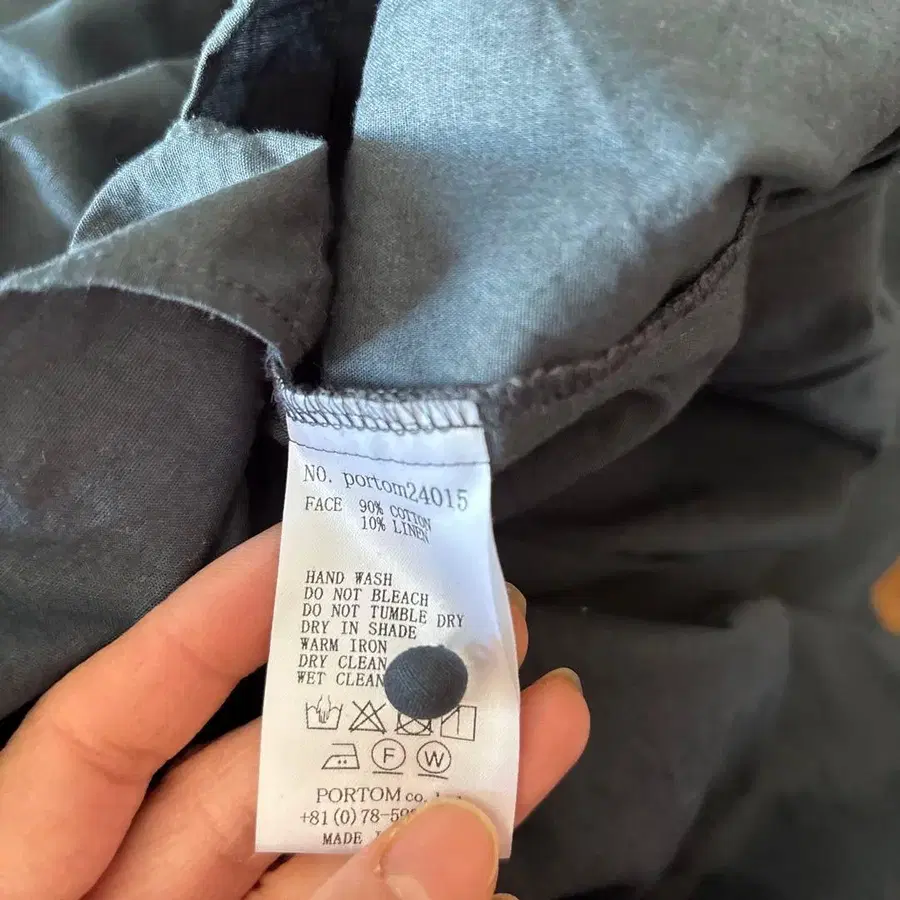 NO. portom24015
FACE 90% COTTON
10% LINEN
HAND WASH
DO NOT BLEACH
DO NOT TUMBLE DRY
DRY IN SHADE
WARM IRON
DRY CLEAN
WET CLEAN
F W
PORTOM co.
+81(0)78-59
MADE